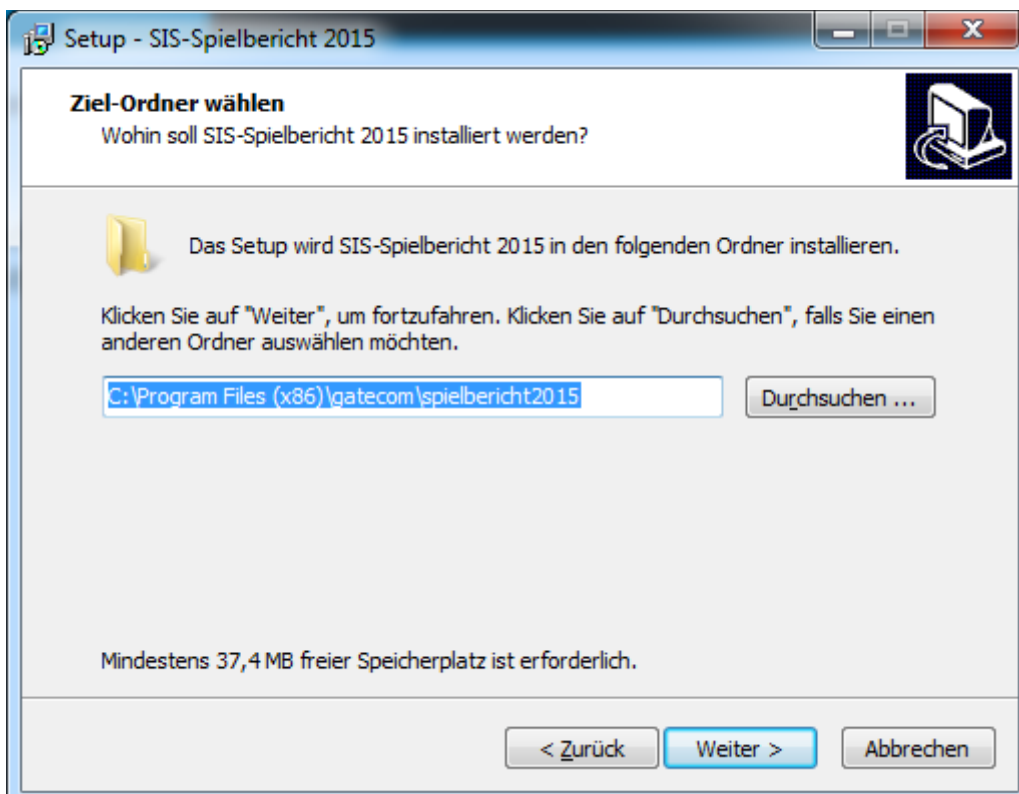 Setup - SIS-Spielbericht 2015
Ziel-Ordner wählen
Wohin soll SIS-Spielbericht 2015 installiert werden?
Das Setup wird SIS-Spielbericht 2015 in den folgenden Ordner installieren.
Klicken Sie auf "Weiter", um fortzufahren. Klicken Sie auf "Durchsuchen", falls Sie einen
anderen Ordner auswählen möchten.
C:\Program Files (x86)\gatecom\spielbericht2015
Durchsuchen ...
Mindestens 37,4 MB freier Speicherplatz ist erforderlich.
< Zurück
Weiter >
Abbrechen